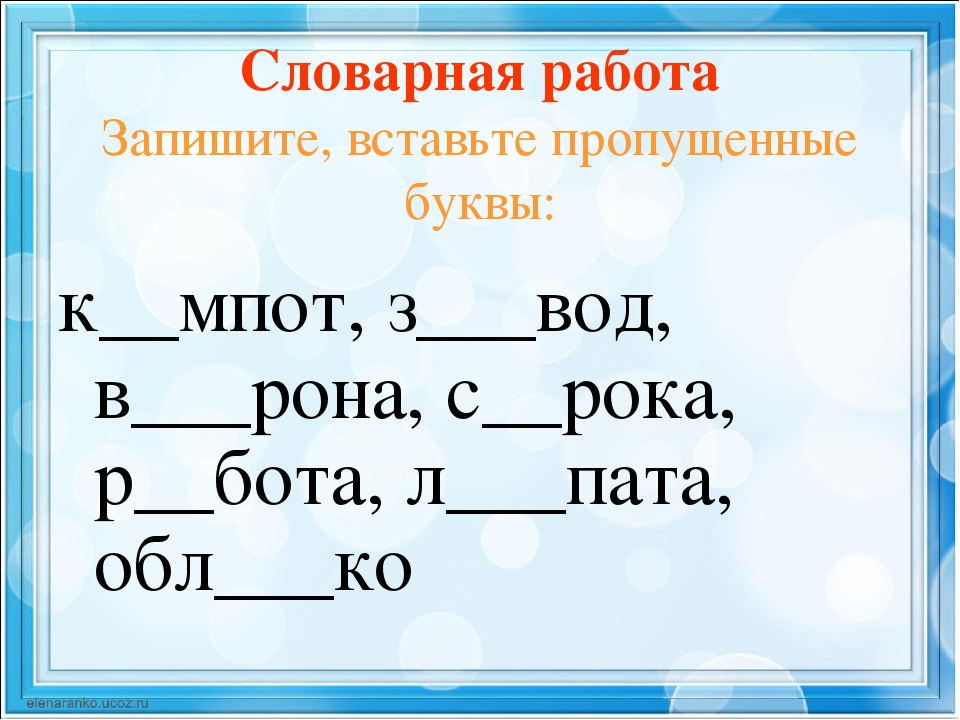 Словарная работа
Запишите, вставьте пропущенные
буквы:
к__мпот, з___вод,
в___рона, с__рока,
р__бота, л___пата,
обл___ко
elenaranko.ucoz.ru